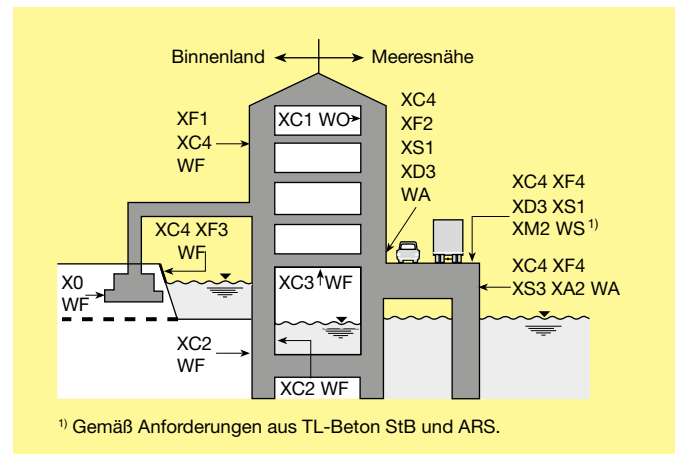 Binnenland Meeresnähe
XF1
XC4
WF
XC1 WO
XC4
XF2
XS1
XD3
WA
XC4 XF4
XD3 XS1
XM2 WS 1)
XC4 XF3
WF
X0
WF
XC3 WF
XC4 XF4
XS3 XA2 WA
XC2
WF
XC2 WF
1) Gemäß Anforderungen aus TL-Beton StB und ARS.